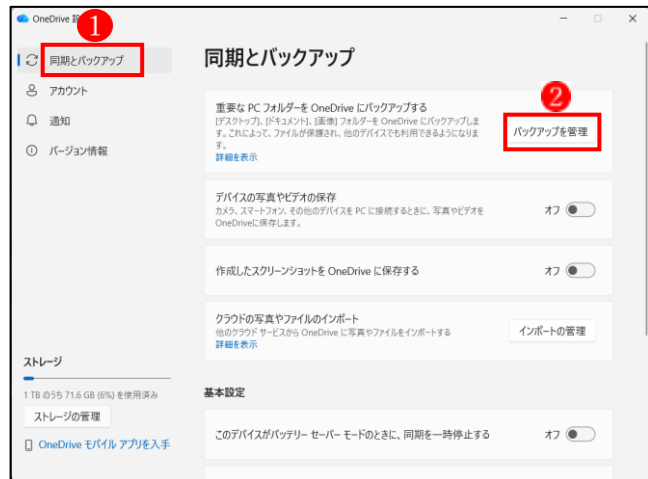 OneDrive
1
同期とバックアップ
アカウント
通知
バージョン情報
同期とバックアップ
重要な PC フォルダーを OneDrive にバックアップする
[デスクトップ]、[ドキュメント]、[画像] フォルダーを OneDrive にバックアップしま
す。これによって、ファイルが保護され、他のデバイスでも利用できるようになりま
す。
詳細を表示
2
バックアップを管理
デバイスの写真やビデオの保存
カメラ、スマートフォン、その他のデバイスを PC に接続するときに、写真やビデオを
OneDriveに保存します。
オフ
作成したスクリーンショットを OneDrive に保存する
オフ
クラウドの写真やファイルのインポート
他のクラウド サービスから OneDrive に写真やファイルをインポートする
詳細を表示
インポートの管理
基本設定
このデバイスがバッテリー セーバー モードのときに、同期を一時停止する
オフ
ストレージ
1 TB のうち 71.6 GB (6%) を使用済み
ストレージの管理
OneDrive モバイル アプリを入手